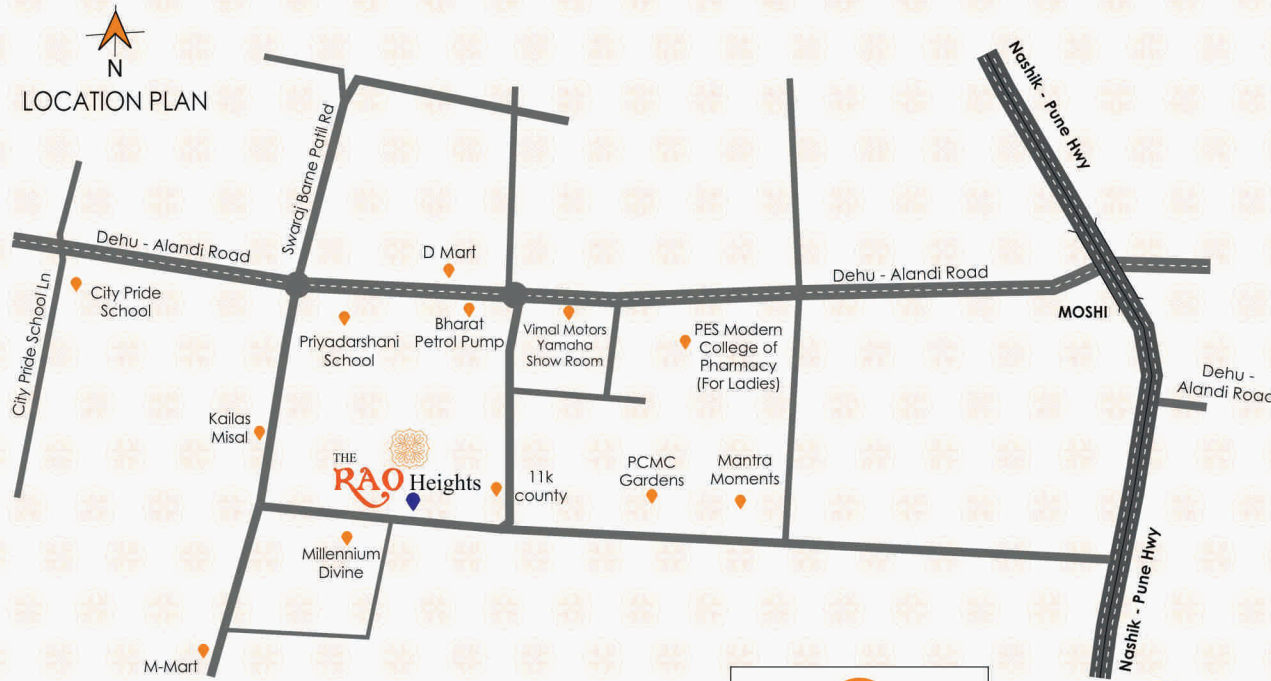 N
LOCATION PLAN
Nashik - Pune Hwy
Swaraj Barne Patil Rd
Dehu - Alandi Road
D Mart
Dehu - Alandi Road
City Pride School Ln
City Pride
School
Priyadarshani
School
Bharat
Petrol Pump
Vimal Motors
Yamaha
Show Room
PES Modern
College of
Pharmacy
(For Ladies)
MOSHI
Dehu -
Alandi Road
Kailas
Misal
THE
RAO Heights
11k
county
PCMC
Gardens
Mantra
Moments
Millennium
Divine
Nashik - Pune Hwy
M-Mart